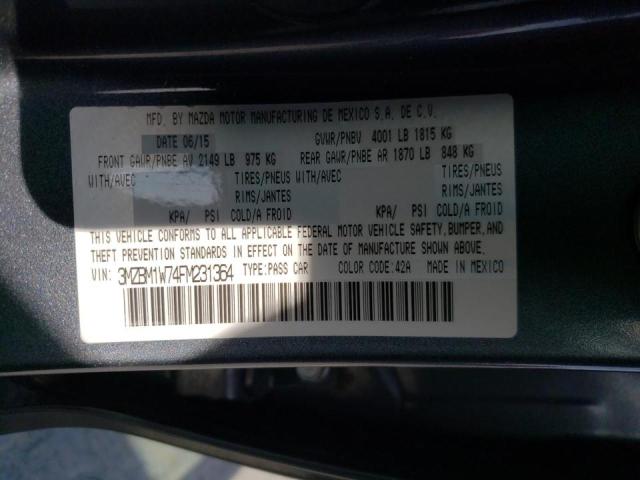 MFD. BY MAZDA MOTOR MANUFACTURING DE MEXICO S.A. DE C.V.
DATE 06/15 GVWR/PNBV 4001 LB 1815 KG
FRONT GAWR/PNBE AV 2149 LB 975 KG REAR GAWR/PNBE AR 1870 LB 848 KG
WITH/AVEC TIRES/PNEUS WITH/AVEC TIRES/PNEUS
RIMS/JANTES RIMS/JANTES
KPA/ PSI COLD/A FROID KPA/ PSI COLD/A FROID
THIS VEHICLE CONFORMS TO ALL APPLICABLE FEDERAL MOTOR VEHICLE SAFETY, BUMPER, AND
THEFT PREVENTION STANDARDS IN EFFECT ON THE DATE OF MANUFACTURE SHOWN ABOVE.
VIN: 3MZBM1W74FM231364 TYPE:PASS CAR COLOR CODE:42A MADE IN MEXICO